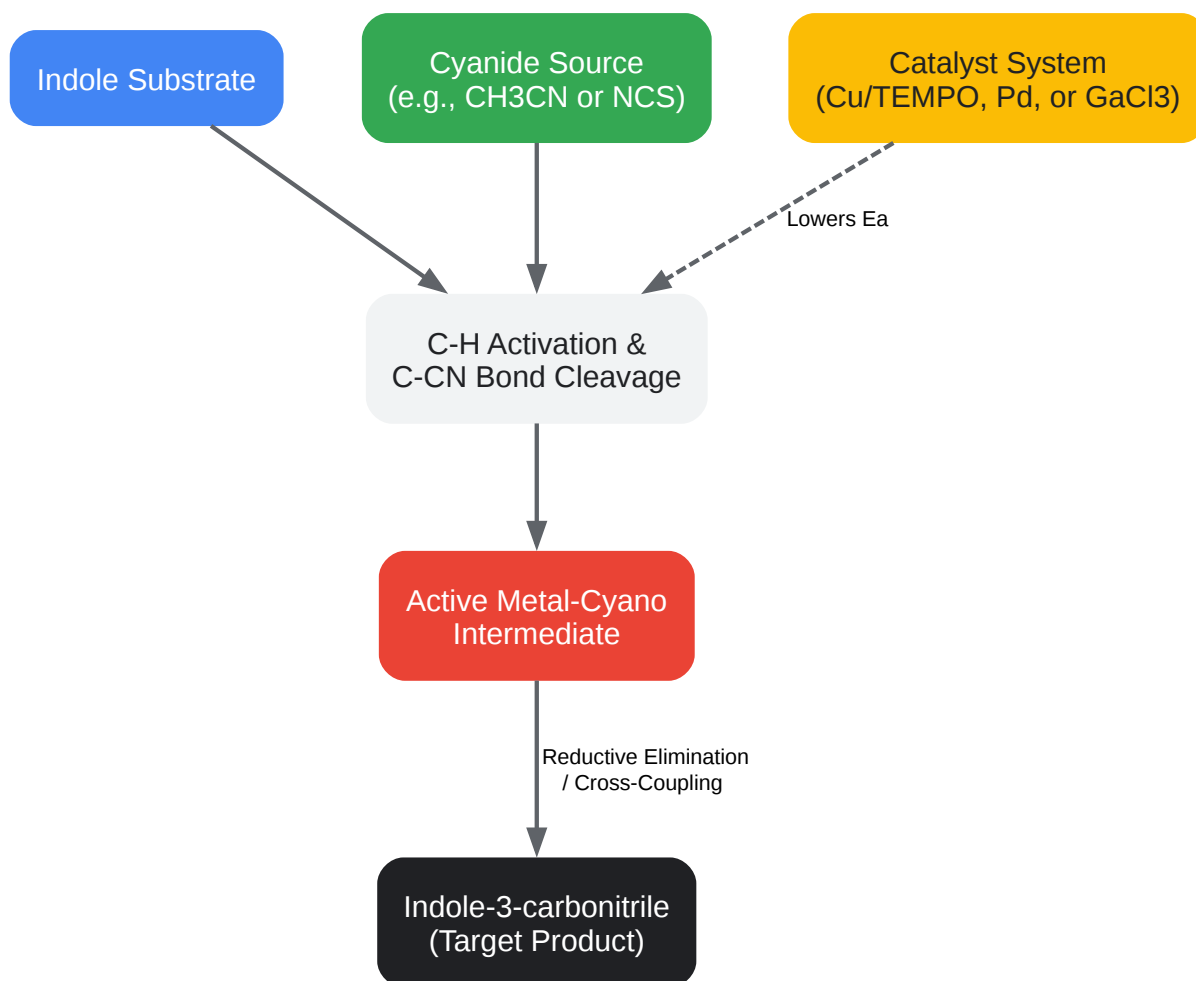 Indole Substrate
Cyanide Source
(e.g., CH3CN or NCS)
Catalyst System
(Cu/TEMPO, Pd, or GaCl3)
Lowers Ea
C-H Activation &
C-CN Bond Cleavage
Active Metal-Cyano
Intermediate
Reductive Elimination
/ Cross-Coupling
Indole-3-carbonitrile
(Target Product)